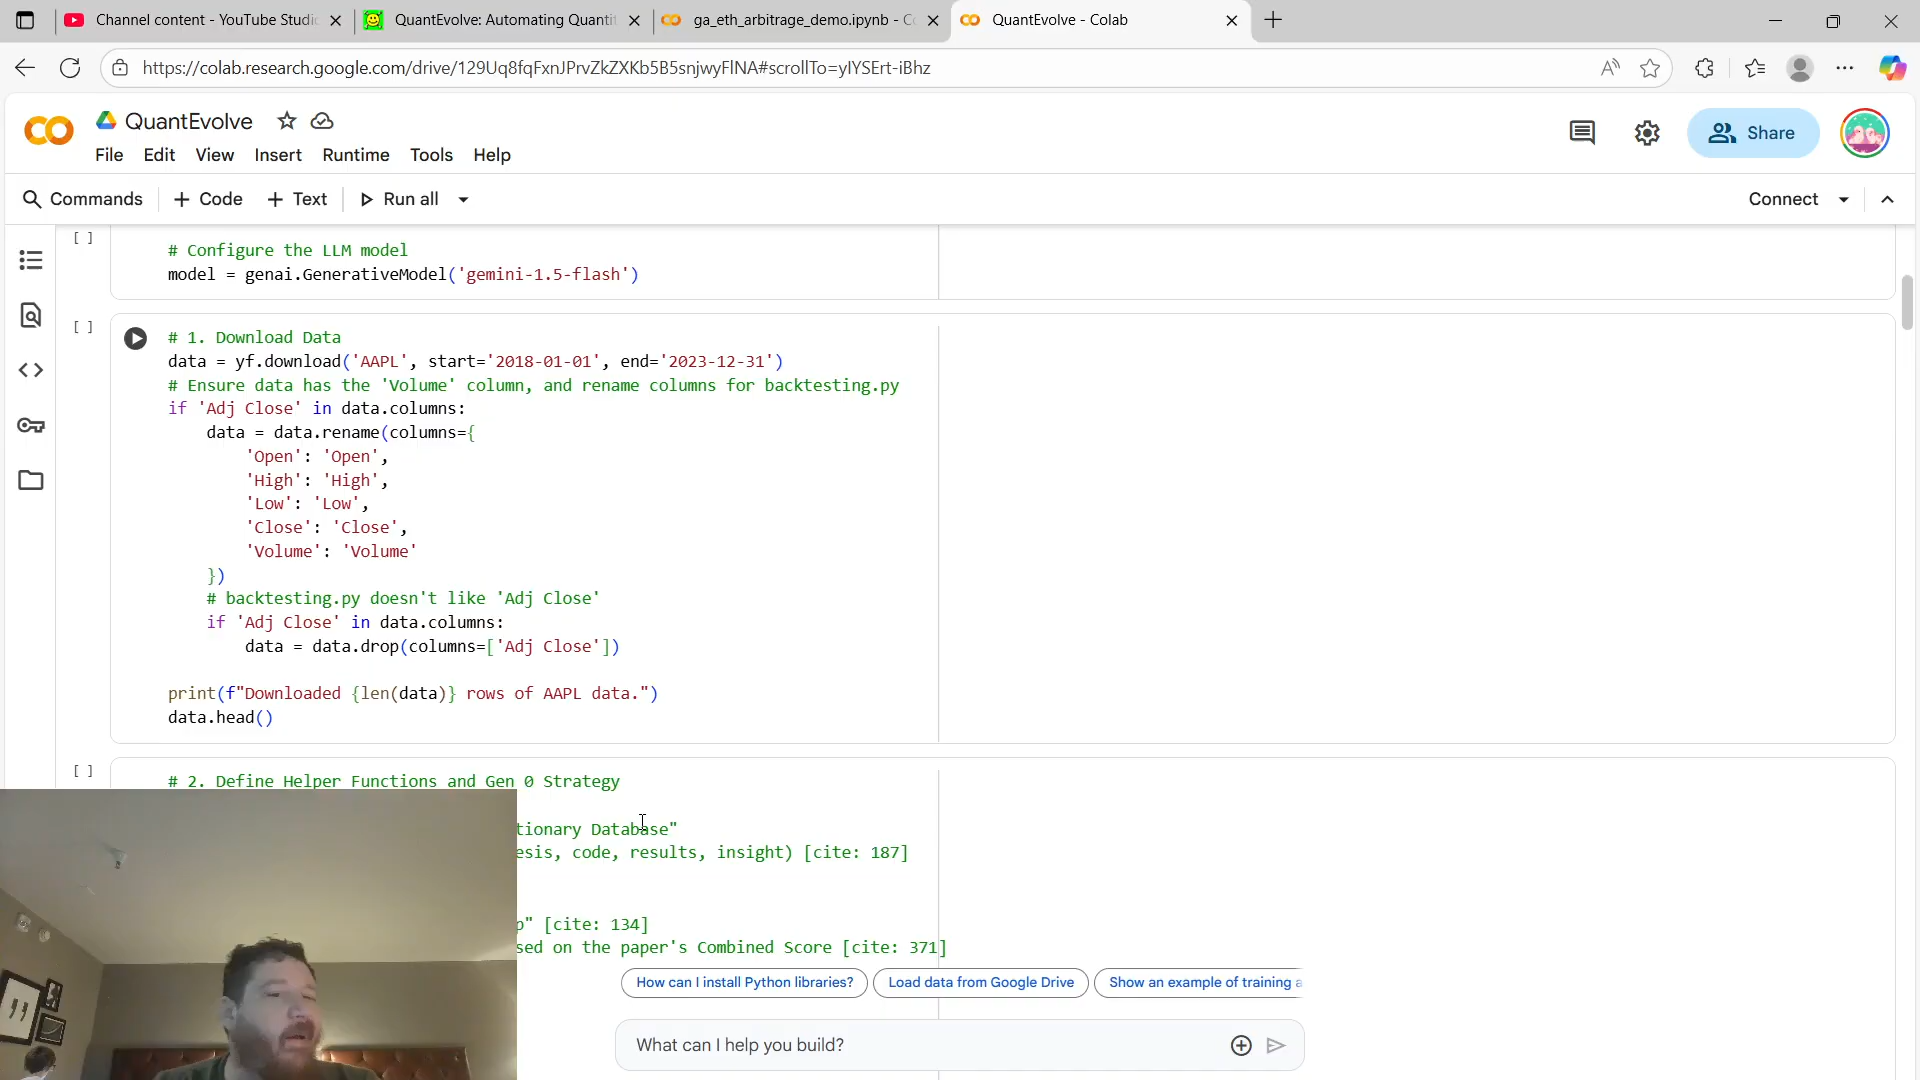 Channel content - YouTube Studi
QuantEvolve: Automating Quanti
ga_eth_arbitrage_demo.ipynb - Co
QuantEvolve - Colab
https://colab.research.google.com/drive/129Uq8fqFxnJPrvZkZXKb5B5snjwyFlNA#scrollTo=yIYSErt-iBhz
QuantEvolve
Share
File Edit View Insert Runtime Tools Help
Commands + Code + Text Run all
Connect
[ ]
# Configure the LLM model
model = genai.GenerativeModel('gemini-1.5-flash')
[ ]
# 1. Download Data
data = yf.download('AAPL', start='2018-01-01', end='2023-12-31')
# Ensure data has the 'Volume' column, and rename columns for backtesting.py
if 'Adj Close' in data.columns:
data = data.rename(columns={
'Open': 'Open',
'High': 'High',
'Low': 'Low',
'Close': 'Close',
'Volume': 'Volume'
})
# backtesting.py doesn't like 'Adj Close'
if 'Adj Close' in data.columns:
data = data.drop(columns=['Adj Close'])
print(f"Downloaded {len(data)} rows of AAPL data.")
data.head()
[ ]
# 2. Define Helper Functions and Gen 0 Strategy
tionary Database"
esis, code, results, insight) [cite: 187]
p" [cite: 134]
sed on the paper's Combined Score [cite: 371]
How can I install Python libraries?
Load data from Google Drive
Show an example of training a
What can I help you build?